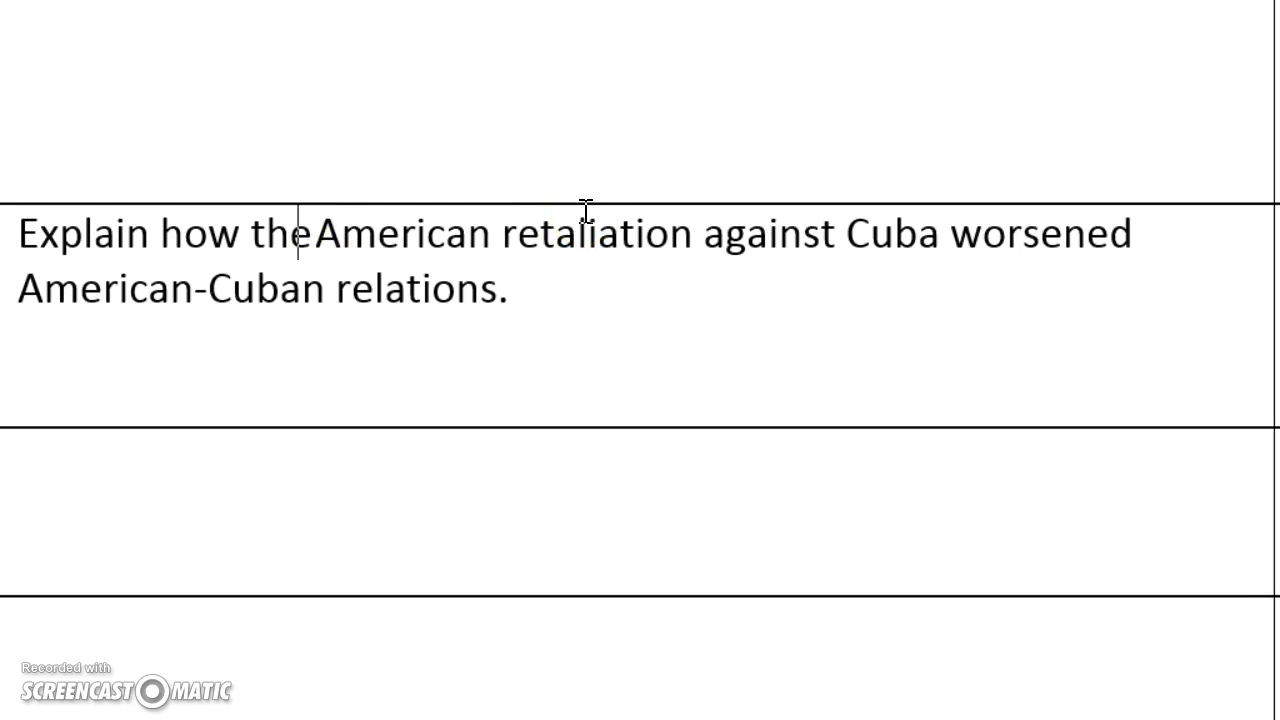 Explain how the American retaliation against Cuba worsened
American-Cuban relations.
Recorded with
SCREENCAST-O-MATIC